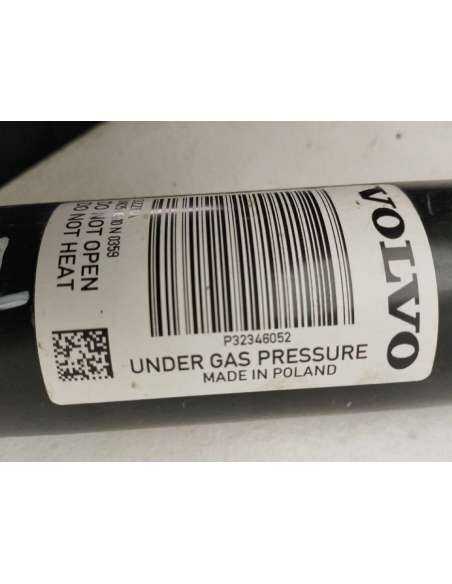 VOLVO
DO NOT OPEN
DO NOT HEAT
P32346052
UNDER GAS PRESSURE
MADE IN POLAND